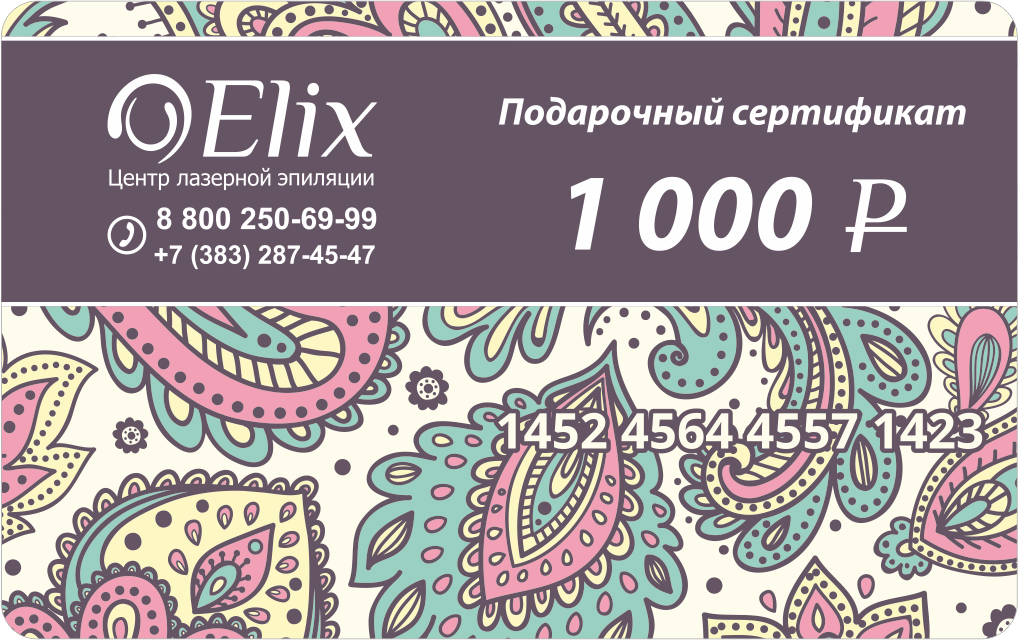 Elix
Центр лазерной эпиляции
8 800 250-69-99
+7 (383) 287-45-47
Подарочный сертификат
1 000 ₽
1452 4564 4557 1423